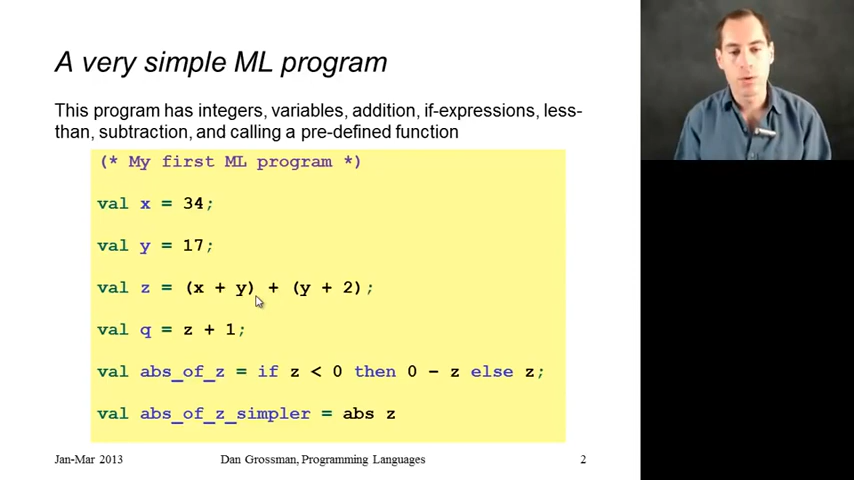 A very simple ML program
This program has integers, variables, addition, if-expressions, less-
than, subtraction, and calling a pre-defined function
(* My first ML program *)
val x = 34;
val y = 17;
val z = (x + y) + (y + 2);
val q = z + 1;
val abs_of_z = if z < 0 then 0 – z else z;
val abs_of_z_simpler = abs z
Jan-Mar 2013
Dan Grossman, Programming Languages
2